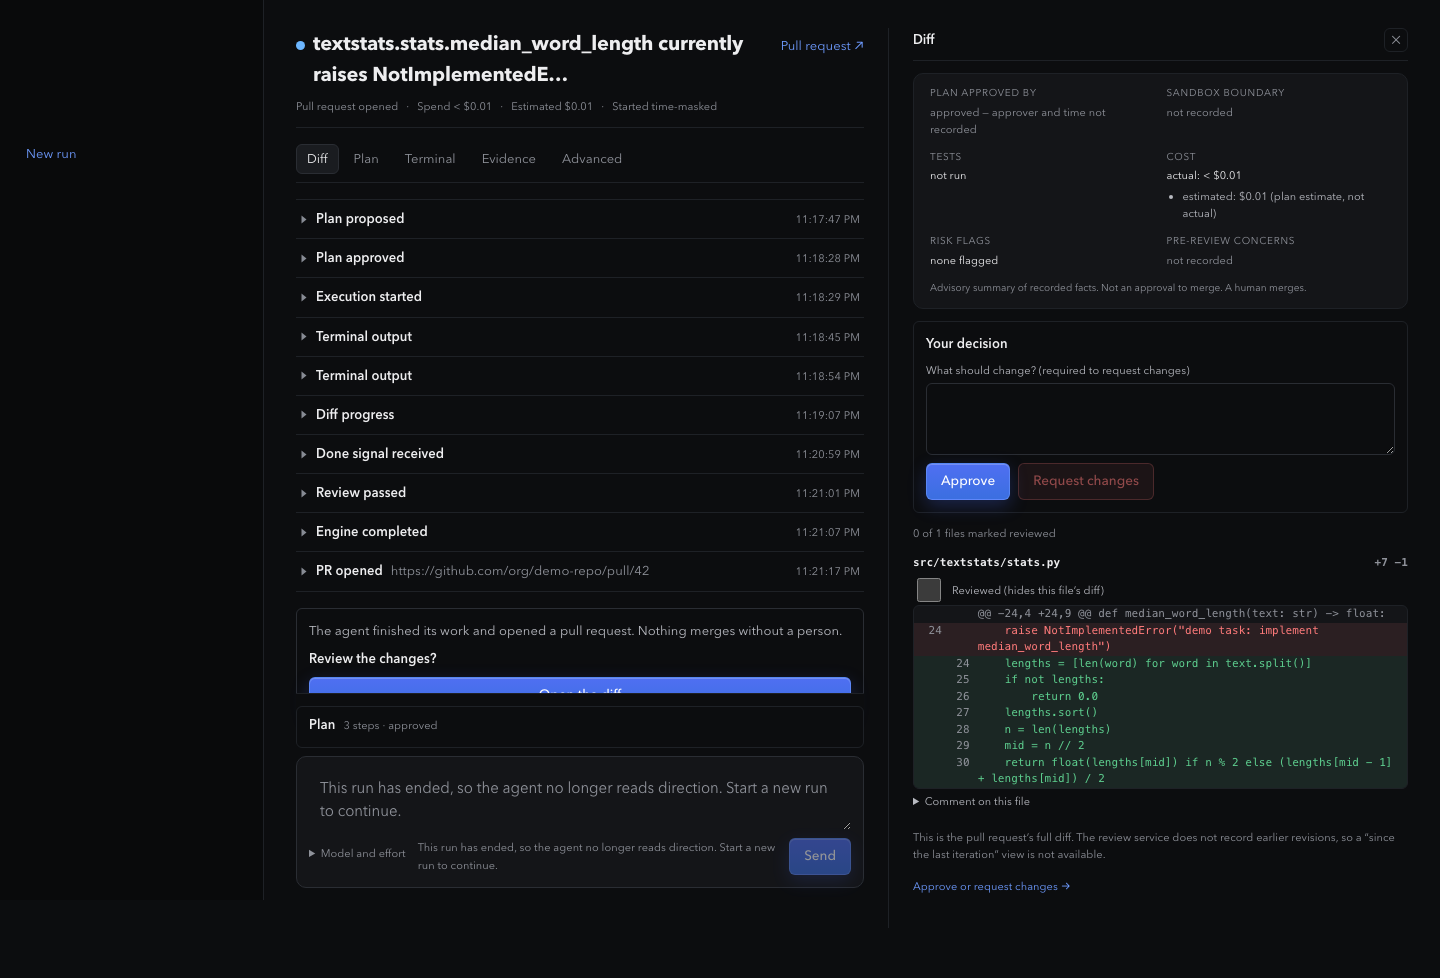 New run
textstats.stats.median_word_length currently
raises NotImplementedE...
Pull request ↗
Pull request opened · Spend < $0.01 · Estimated $0.01 · Started time-masked
Diff Plan Terminal Evidence Advanced
Plan proposed 11:17:47 PM
Plan approved 11:18:28 PM
Execution started 11:18:29 PM
Terminal output 11:18:45 PM
Terminal output 11:18:54 PM
Diff progress 11:19:07 PM
Done signal received 11:20:59 PM
Review passed 11:21:01 PM
Engine completed 11:21:07 PM
PR opened https://github.com/org/demo-repo/pull/42 11:21:17 PM
The agent finished its work and opened a pull request. Nothing merges without a person.
Review the changes?
Open the diff
Plan 3 steps · approved
This run has ended, so the agent no longer reads direction. Start a new run
to continue.
Model and effort
This run has ended, so the agent no longer reads direction. Start a new
run to continue.
Send
Diff
PLAN APPROVED BY
approved — approver and time not
recorded
SANDBOX BOUNDARY
not recorded
TESTS
not run
COST
actual: < $0.01
• estimated: $0.01 (plan estimate, not
actual)
RISK FLAGS
none flagged
PRE-REVIEW CONCERNS
not recorded
Advisory summary of recorded facts. Not an approval to merge. A human merges.
Your decision
What should change? (required to request changes)
Approve
Request changes
0 of 1 files marked reviewed
src/textstats/stats.py +7 −1
Reviewed (hides this file's diff)
@@ −24,4 +24,9 @@ def median_word_length(text: str) −> float:
24 raise NotImplementedError("demo task: implement
median_word_length")
24 lengths = [len(word) for word in text.split()]
25 if not lengths:
26 return 0.0
27 lengths.sort()
28 n = len(lengths)
29 mid = n // 2
30 return float(lengths[mid]) if n % 2 else (lengths[mid − 1]
+ lengths[mid]) / 2
Comment on this file
This is the pull request's full diff. The review service does not record earlier revisions, so a "since
the last iteration" view is not available.
Approve or request changes →